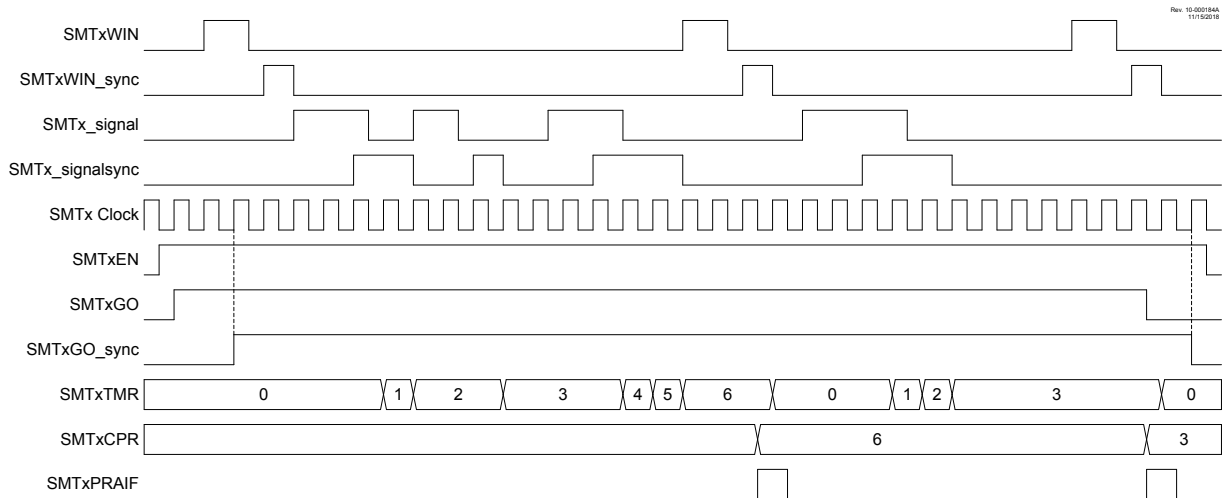 Rev. 10-000184A
11/15/2018
SMTxWIN
SMTxWIN_sync
SMTx_signal
SMTx_signalsync
SMTx Clock
SMTxEN
SMTxGO
SMTxGO_sync
SMTxTMR 0 1 2 3 4 5 6 0 1 2 3 0
SMTxCPR 6 3
SMTxPRAIF